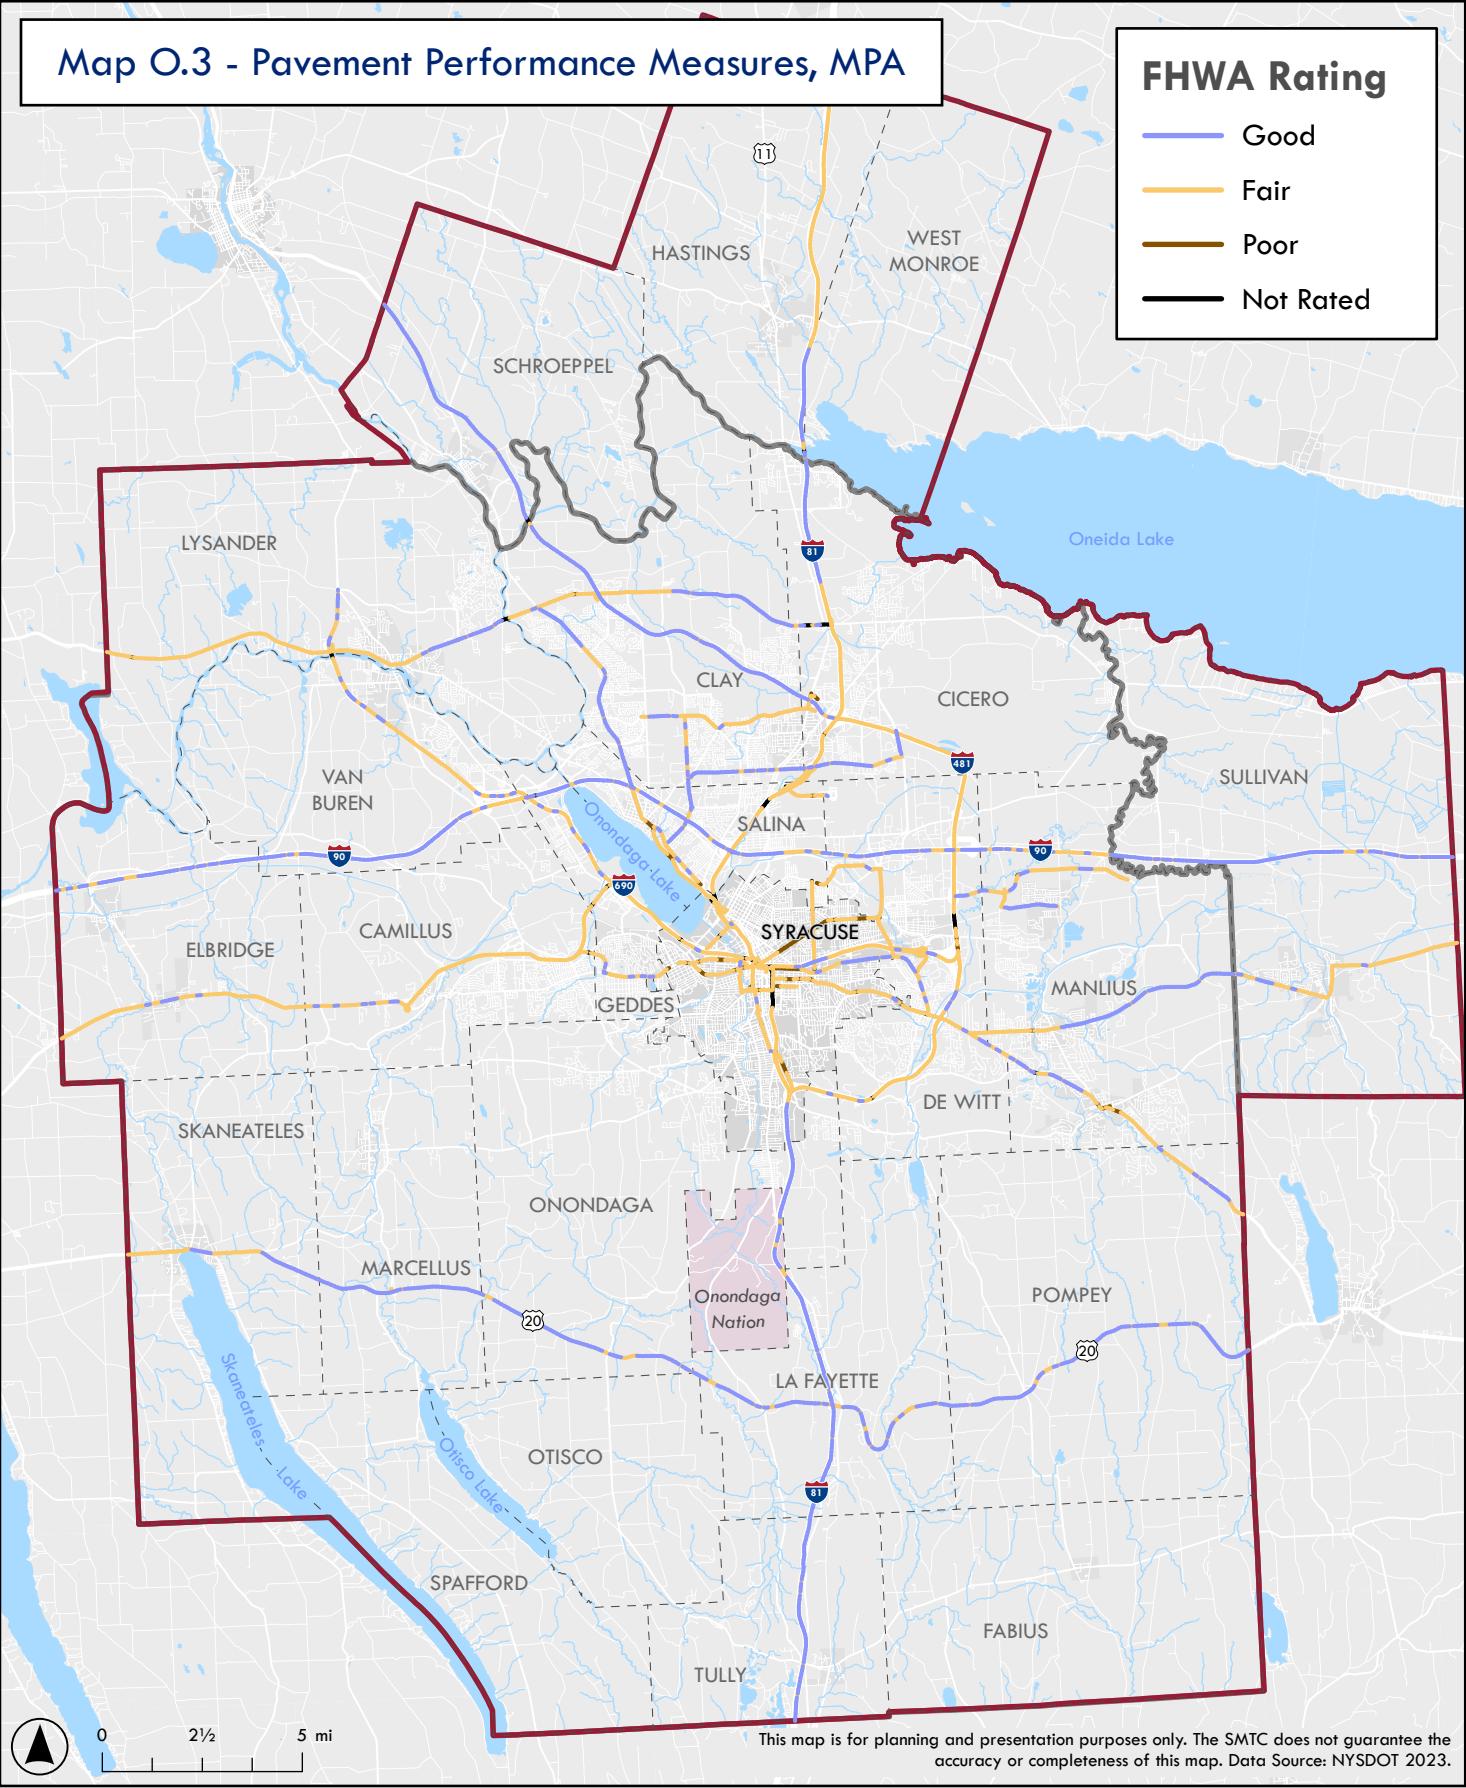 Map O.3 - Pavement Performance Measures, MPA
FHWA Rating
Good
Fair
Poor
Not Rated
11
HASTINGS
WEST
MONROE
SCHROEPPEL
LYSANDER
81
Oneida Lake
CLAY
CICERO
481
VAN
BUREN
SULLIVAN
Onondaga Lake
SALINA
90
90
690
CAMILLUS
SYRACUSE
ELBRIDGE
GEDDES
MANLIUS
DE WITT
SKANEATELES
ONONDAGA
MARCELLUS
Onondaga
Nation
POMPEY
20
20
Skaneateles
Lake
LA FAYETTE
Otisco Lake
OTISCO
81
SPAFFORD
FABIUS
TULLY
0 2½ 5 mi
This map is for planning and presentation purposes only. The SMTC does not guarantee the
accuracy or completeness of this map. Data Source: NYSDOT 2023.